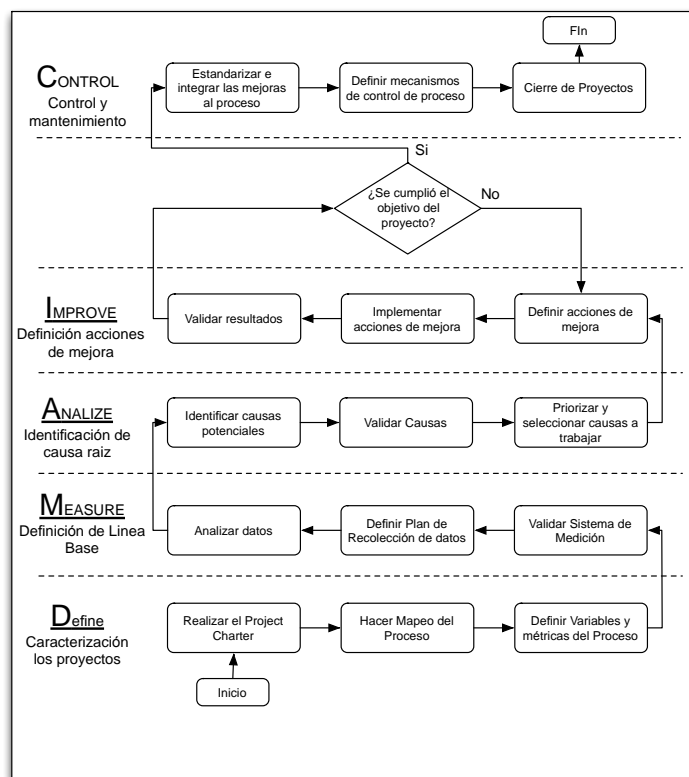 FIn
CONTROL
Control y
mantenimiento
Estandarizar e
integrar las mejoras
al proceso
Definir mecanismos
de control de proceso
Cierre de Proyectos
Si
¿Se cumplió el
objetivo del
proyecto?
No
IMPROVE
Definición acciones
de mejora
Validar resultados
Implementar
acciones de mejora
Definir acciones de
mejora
ANALIZE
Identificación de
causa raiz
Identificar causas
potenciales
Validar Causas
Priorizar y
seleccionar causas a
trabajar
MEASURE
Definición de Linea
Base
Analizar datos
Definir Plan de
Recolección de datos
Validar Sistema de
Medición
Define
Caracterización
los proyectos
Realizar el Project
Charter
Hacer Mapeo del
Proceso
Definir Variables y
métricas del Proceso
Inicio